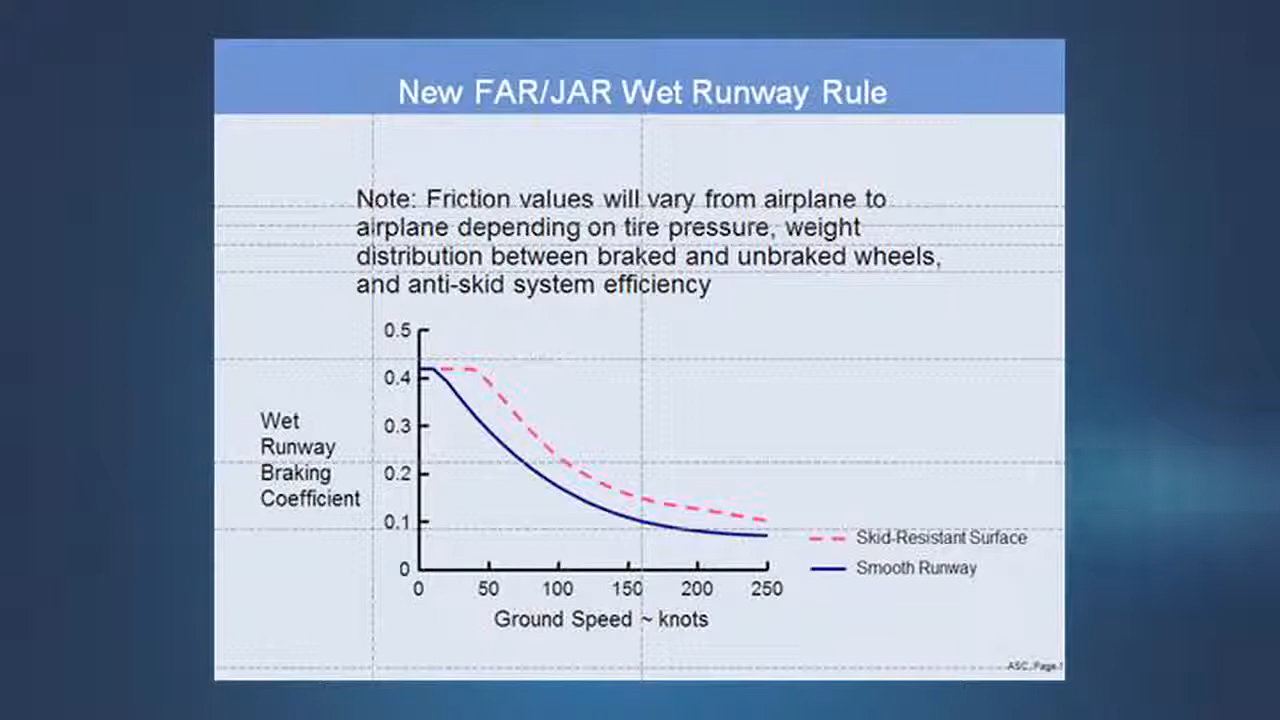 New FAR/JAR Wet Runway Rule
Note: Friction values will vary from airplane to
airplane depending on tire pressure, weight
distribution between braked and unbraked wheels,
and anti-skid system efficiency
0.5
0.4
0.3
0.2
0.1
0
Wet
Runway
Braking
Coefficient
0 50 100 150 200 250
Ground Speed ~ knots
Skid-Resistant Surface
Smooth Runway
ASC, Page